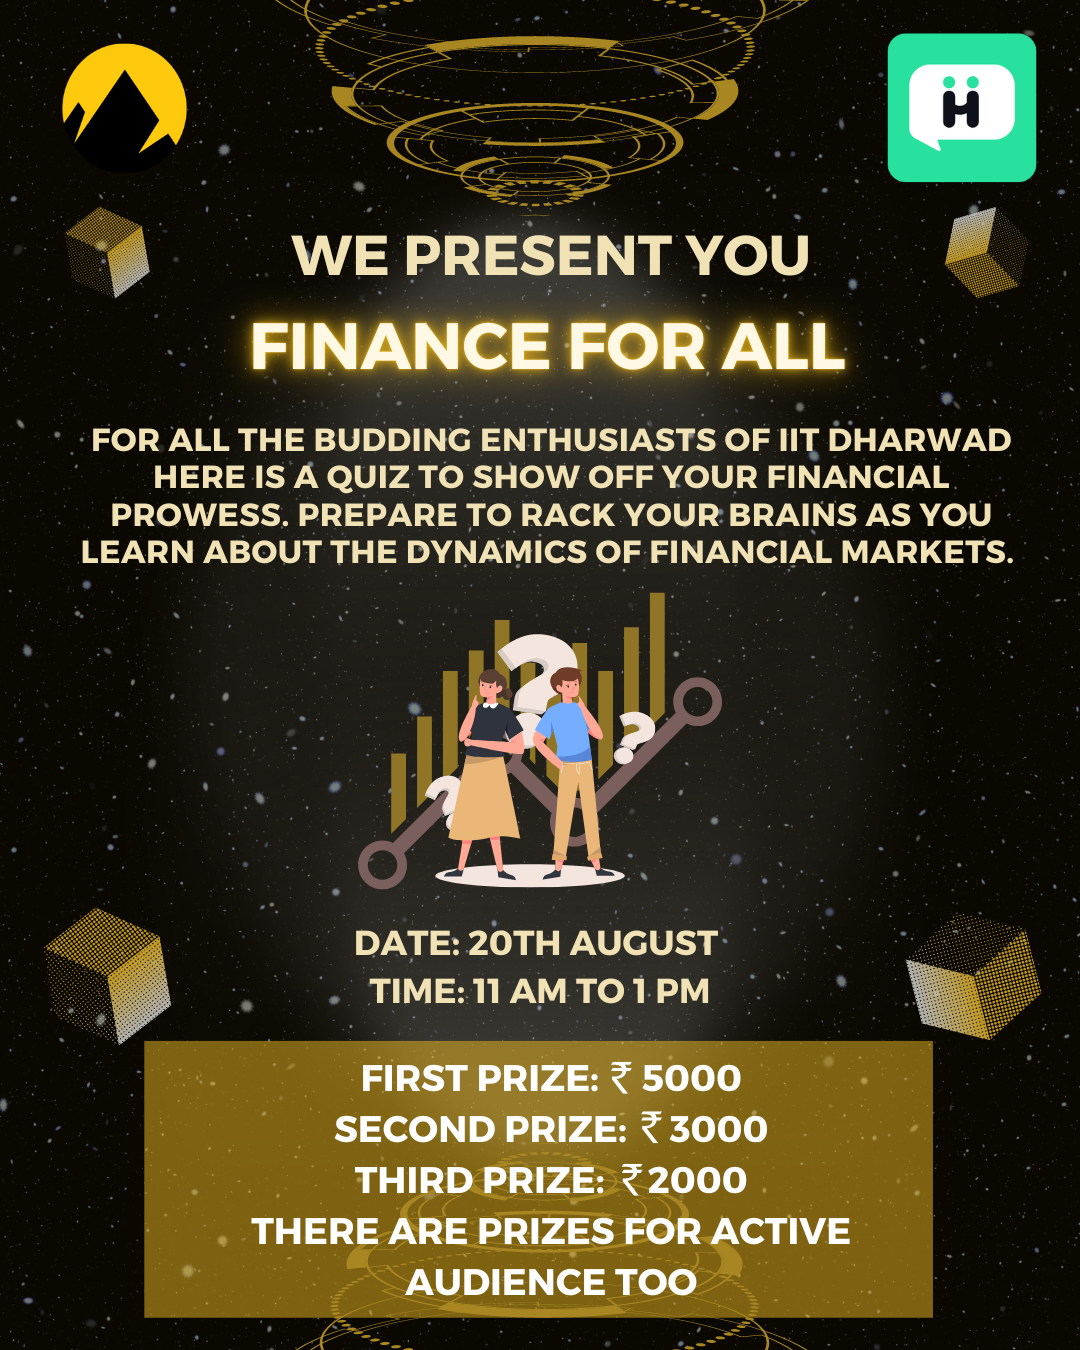 H
WE PRESENT YOU
FINANCE FOR ALL
FOR ALL THE BUDDING ENTHUSIASTS OF IIT DHARWAD
HERE IS A QUIZ TO SHOW OFF YOUR FINANCIAL
PROWESS. PREPARE TO RACK YOUR BRAINS AS YOU
LEARN ABOUT THE DYNAMICS OF FINANCIAL MARKETS.
? ? ?
DATE: 20TH AUGUST
TIME: 11 AM TO 1 PM
FIRST PRIZE: ₹ 5000
SECOND PRIZE: ₹ 3000
THIRD PRIZE: ₹2000
THERE ARE PRIZES FOR ACTIVE
AUDIENCE TOO